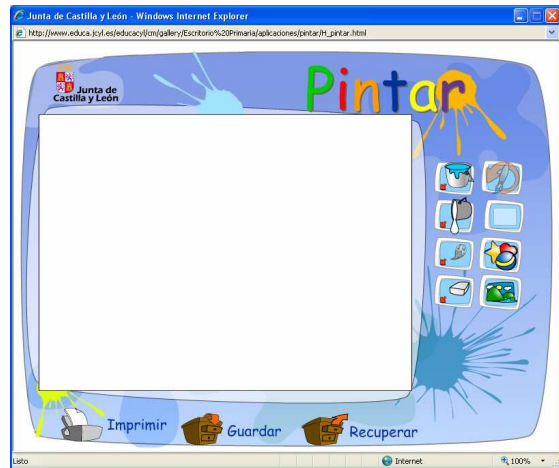 Junta de Castilla y León - Windows Internet Explorer
http://www.educa.jcyl.es/educacyl/cm/gallery/Escritorio%20Primaria/aplicaciones/pintar/H_pintar.html
Junta de
Castilla y León
Pintar
Imprimir
Guardar
Recuperar
Listo
Internet
100%